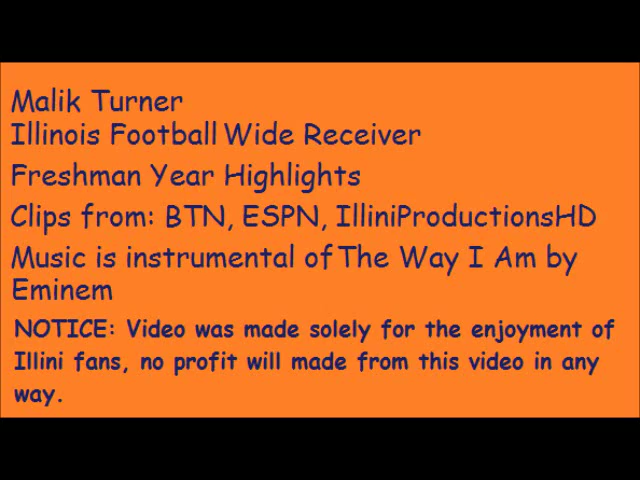 Malik Turner
Illinois Football Wide Receiver
Freshman Year Highlights
Clips from: BTN, ESPN, IlliniProductionsHD
Music is instrumental of The Way I Am by
Eminem
NOTICE: Video was made solely for the enjoyment of
Illini fans, no profit will made from this video in any
way.